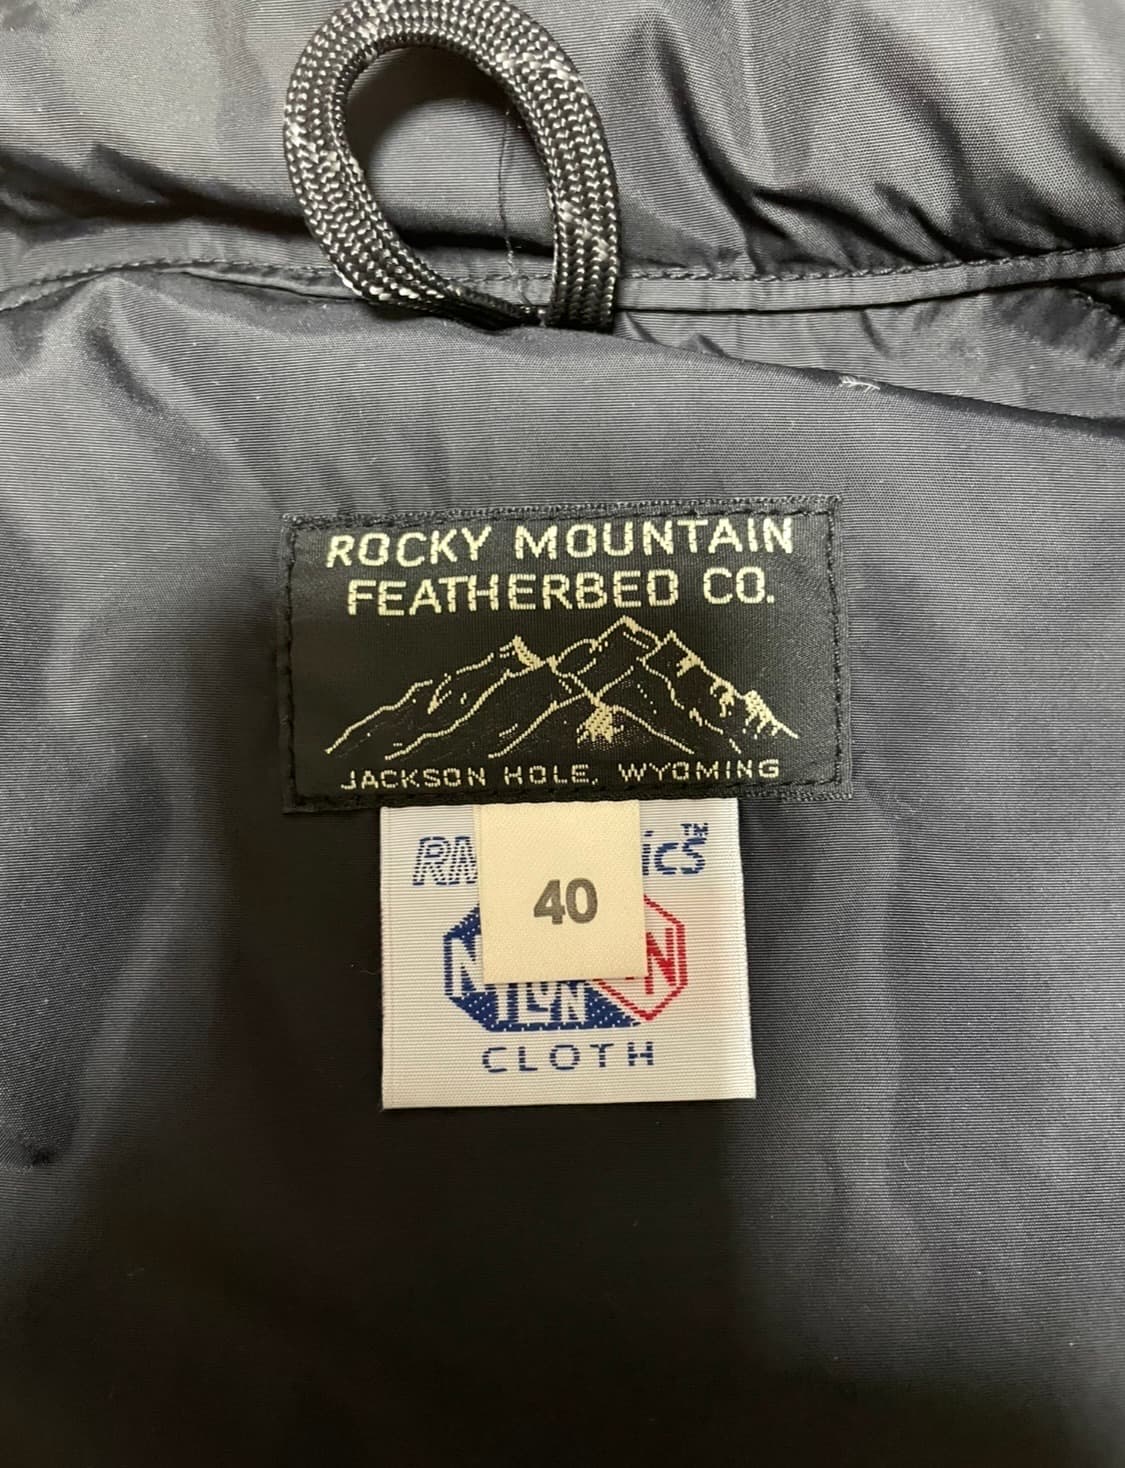 ROCKY MOUNTAIN
FEATHERBED CO.
JACKSON HOLE, WYOMING
40
CLOTH